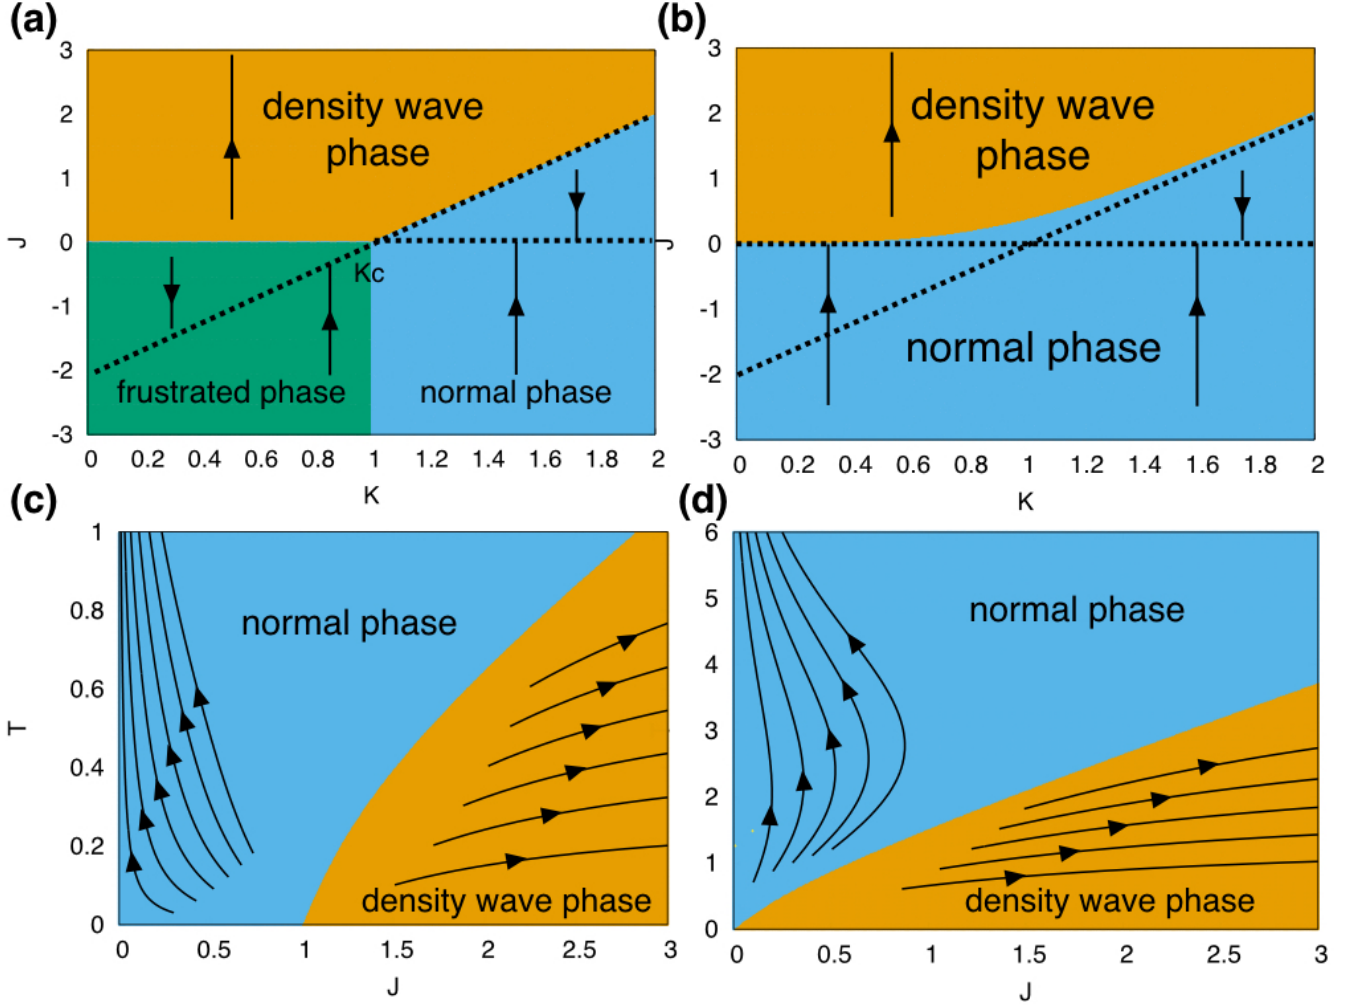 (a)
3
2
1
0
-1
-2
-3
J
density wave
phase
Kc
frustrated phase
normal phase
0 0.2 0.4 0.6 0.8 1 1.2 1.4 1.6 1.8 2
K
(b)
3
2
1
0
-1
-2
-3
J
density wave
phase
normal phase
0 0.2 0.4 0.6 0.8 1 1.2 1.4 1.6 1.8 2
K
(c)
1
0.8
0.6
0.4
0.2
0
T
normal phase
density wave phase
0 0.5 1 1.5 2 2.5 3
J
(d)
6
5
4
3
2
1
0
normal phase
density wave phase
0 0.5 1 1.5 2 2.5 3
J